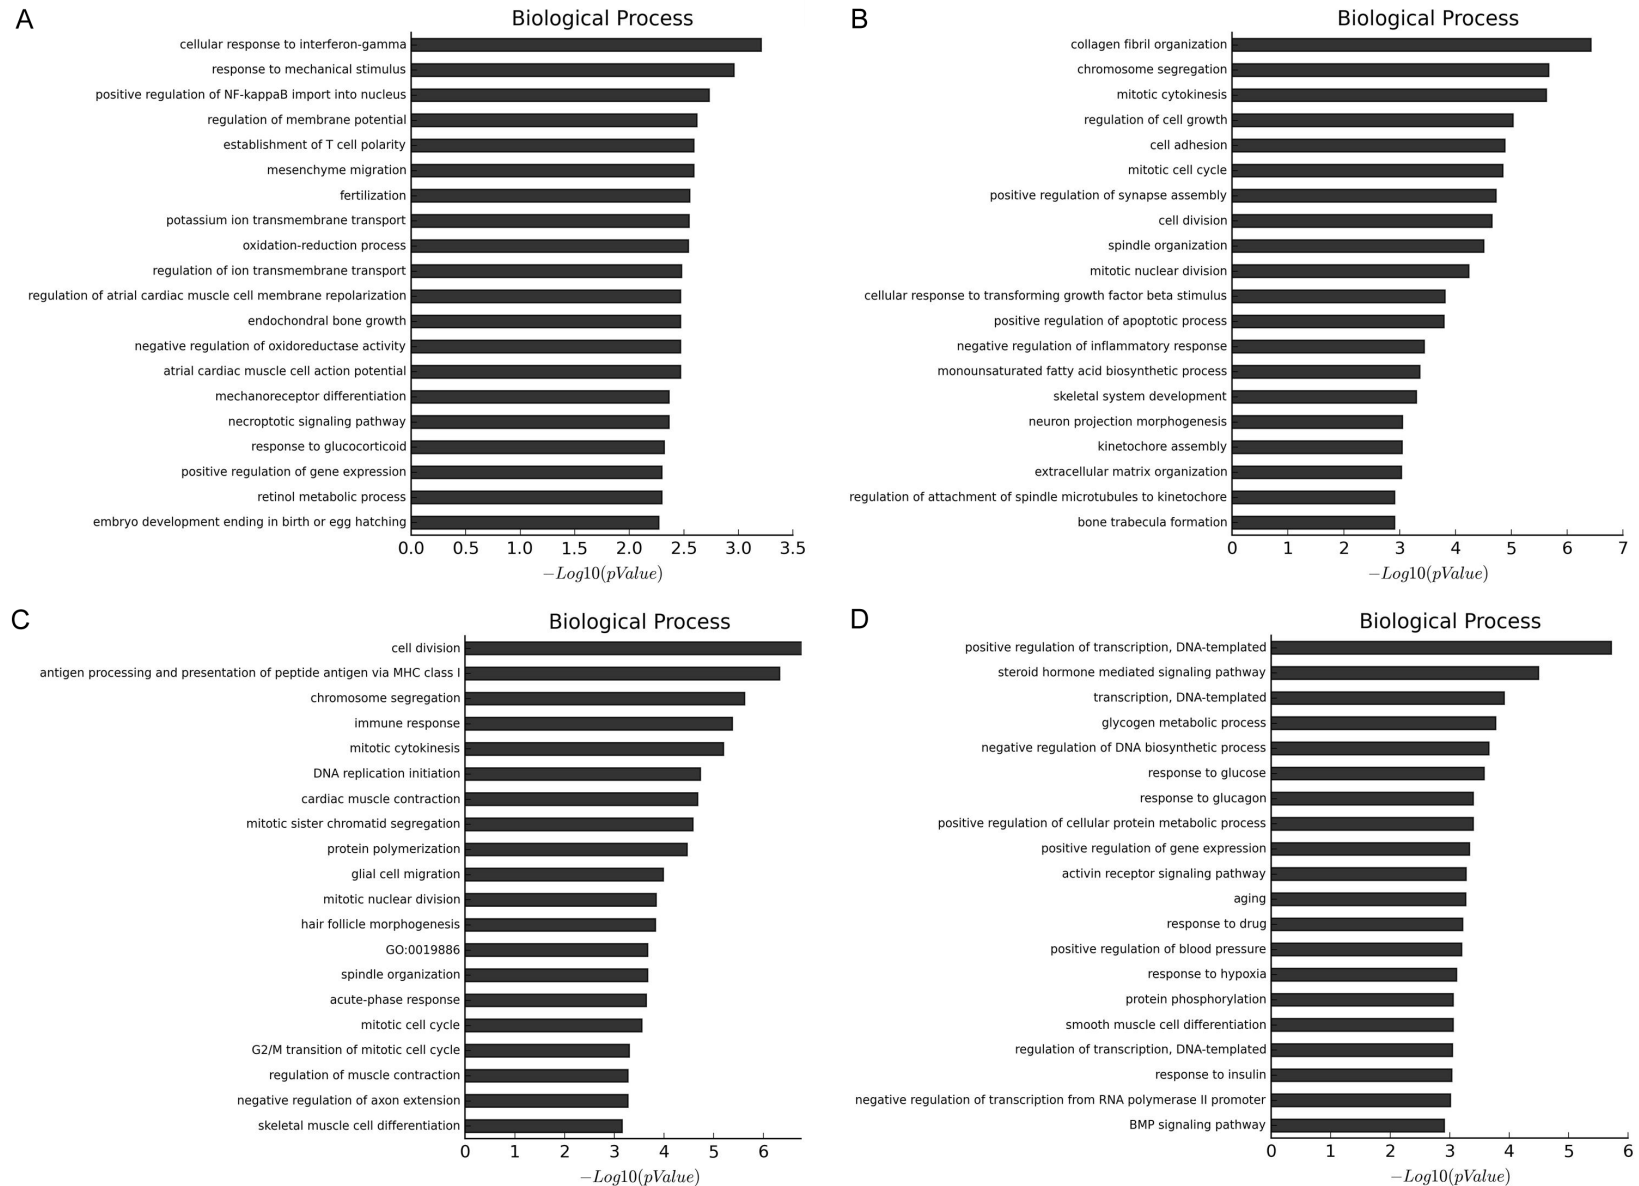 A
Biological Process
cellular response to interferon-gamma
response to mechanical stimulus
positive regulation of NF-kappaB import into nucleus
regulation of membrane potential
establishment of T cell polarity
mesenchyme migration
fertilization
potassium ion transmembrane transport
oxidation-reduction process
regulation of ion transmembrane transport
regulation of atrial cardiac muscle cell membrane repolarization
endochondral bone growth
negative regulation of oxidoreductase activity
atrial cardiac muscle cell action potential
mechanoreceptor differentiation
necroptotic signaling pathway
response to glucocorticoid
positive regulation of gene expression
retinol metabolic process
embryo development ending in birth or egg hatching
0.0 0.5 1.0 1.5 2.0 2.5 3.0 3.5
−Log10(pValue)
B
Biological Process
collagen fibril organization
chromosome segregation
mitotic cytokinesis
regulation of cell growth
cell adhesion
mitotic cell cycle
positive regulation of synapse assembly
cell division
spindle organization
mitotic nuclear division
cellular response to transforming growth factor beta stimulus
positive regulation of apoptotic process
negative regulation of inflammatory response
monounsaturated fatty acid biosynthetic process
skeletal system development
neuron projection morphogenesis
kinetochore assembly
extracellular matrix organization
regulation of attachment of spindle microtubules to kinetochore
bone trabecula formation
0 1 2 3 4 5 6 7
−Log10(pValue)
C
Biological Process
cell division
antigen processing and presentation of peptide antigen via MHC class I
chromosome segregation
immune response
mitotic cytokinesis
DNA replication initiation
cardiac muscle contraction
mitotic sister chromatid segregation
protein polymerization
glial cell migration
mitotic nuclear division
hair follicle morphogenesis
GO:0019886
spindle organization
acute-phase response
mitotic cell cycle
G2/M transition of mitotic cell cycle
regulation of muscle contraction
negative regulation of axon extension
skeletal muscle cell differentiation
0 1 2 3 4 5 6
−Log10(pValue)
D
Biological Process
positive regulation of transcription, DNA-templated
steroid hormone mediated signaling pathway
transcription, DNA-templated
glycogen metabolic process
negative regulation of DNA biosynthetic process
response to glucose
response to glucagon
positive regulation of cellular protein metabolic process
positive regulation of gene expression
activin receptor signaling pathway
aging
response to drug
positive regulation of blood pressure
response to hypoxia
protein phosphorylation
smooth muscle cell differentiation
regulation of transcription, DNA-templated
response to insulin
negative regulation of transcription from RNA polymerase II promoter
BMP signaling pathway
0 1 2 3 4 5 6
−Log10(pValue)